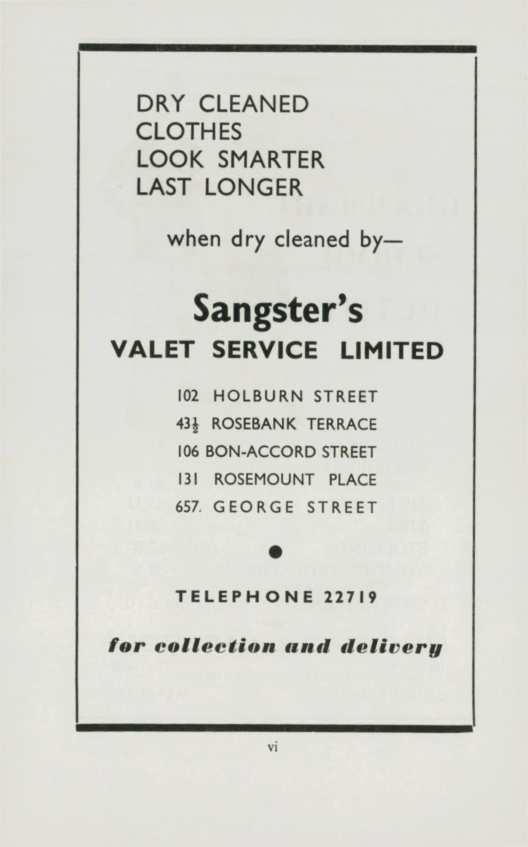 DRY CLEANED
CLOTHES
LOOK SMARTER
LAST LONGER
when dry cleaned by—
Sangster's
VALET SERVICE LIMITED
102 HOLBURN STREET
43½ ROSEBANK TERRACE
106 BON-ACCORD STREET
131 ROSEMOUNT PLACE
657. GEORGE STREET
●
TELEPHONE 22719
for collection and delivery
vi